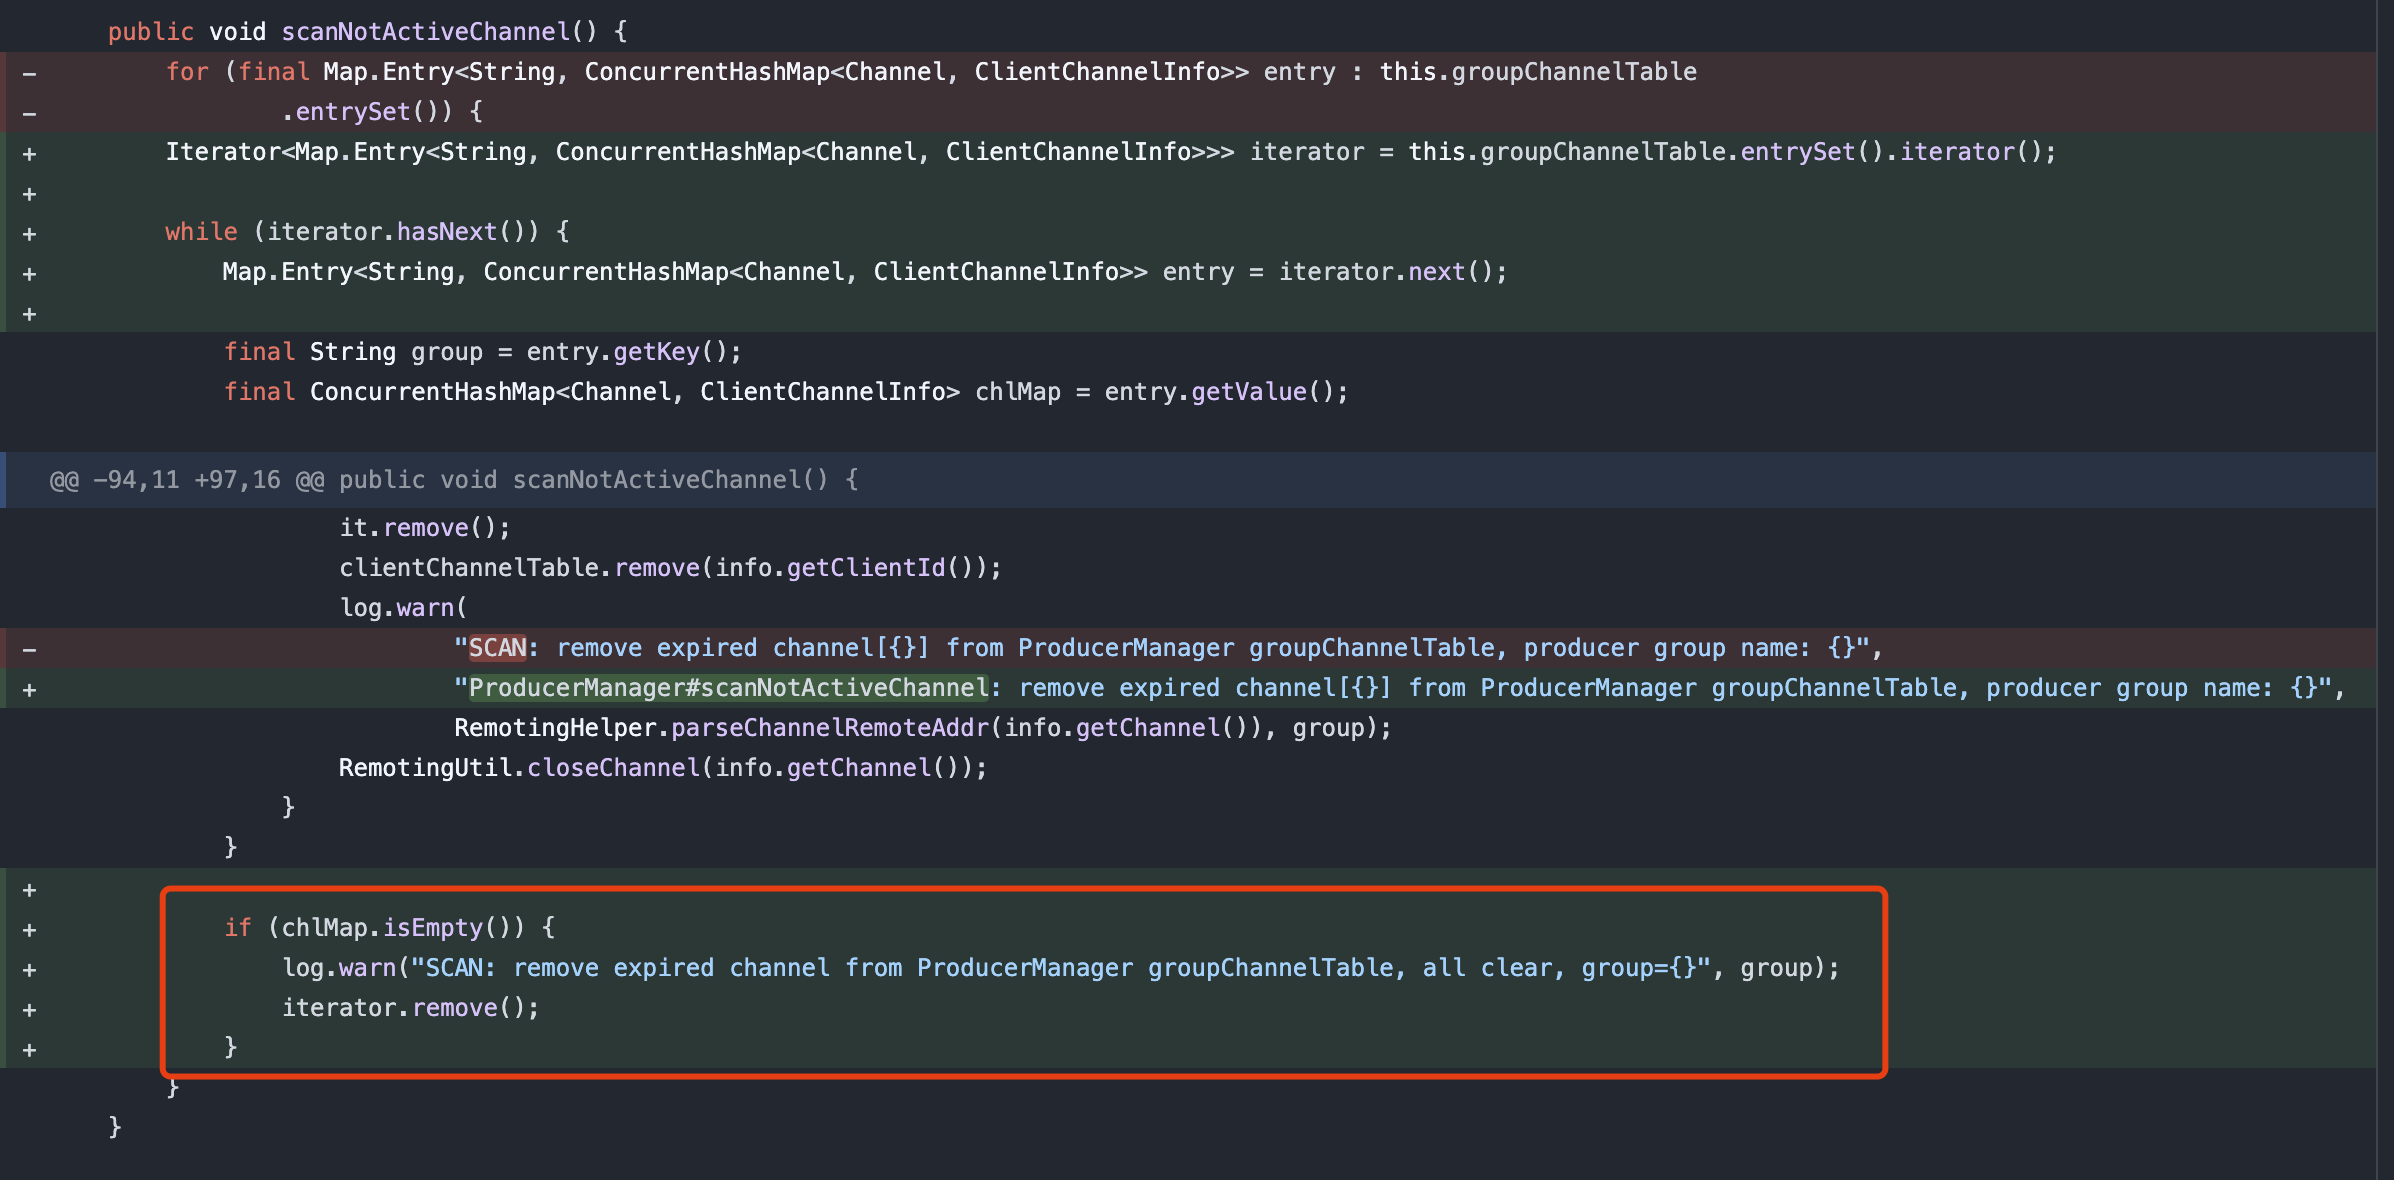 public void scanNotActiveChannel() {
-        for (final Map.Entry<String, ConcurrentHashMap<Channel, ClientChannelInfo>> entry : this.groupChannelTable
-                .entrySet()) {
+        Iterator<Map.Entry<String, ConcurrentHashMap<Channel, ClientChannelInfo>>> iterator = this.groupChannelTable.entrySet().iterator();
+
+        while (iterator.hasNext()) {
+            Map.Entry<String, ConcurrentHashMap<Channel, ClientChannelInfo>> entry = iterator.next();
+
            final String group = entry.getKey();
            final ConcurrentHashMap<Channel, ClientChannelInfo> chlMap = entry.getValue();
@@ -94,11 +97,16 @@ public void scanNotActiveChannel() {
                    it.remove();
                    clientChannelTable.remove(info.getClientId());
                    log.warn(
-                            "SCAN: remove expired channel[{}] from ProducerManager groupChannelTable, producer group name: {}",
+                            "ProducerManager#scanNotActiveChannel: remove expired channel[{}] from ProducerManager groupChannelTable, producer group name: {}",
                            RemotingHelper.parseChannelRemoteAddr(info.getChannel()), group);
                    RemotingUtil.closeChannel(info.getChannel());
                }
            }
+
+            if (chlMap.isEmpty()) {
+                log.warn("SCAN: remove expired channel from ProducerManager groupChannelTable, all clear, group={}", group);
+                iterator.remove();
+            }
        }
    }